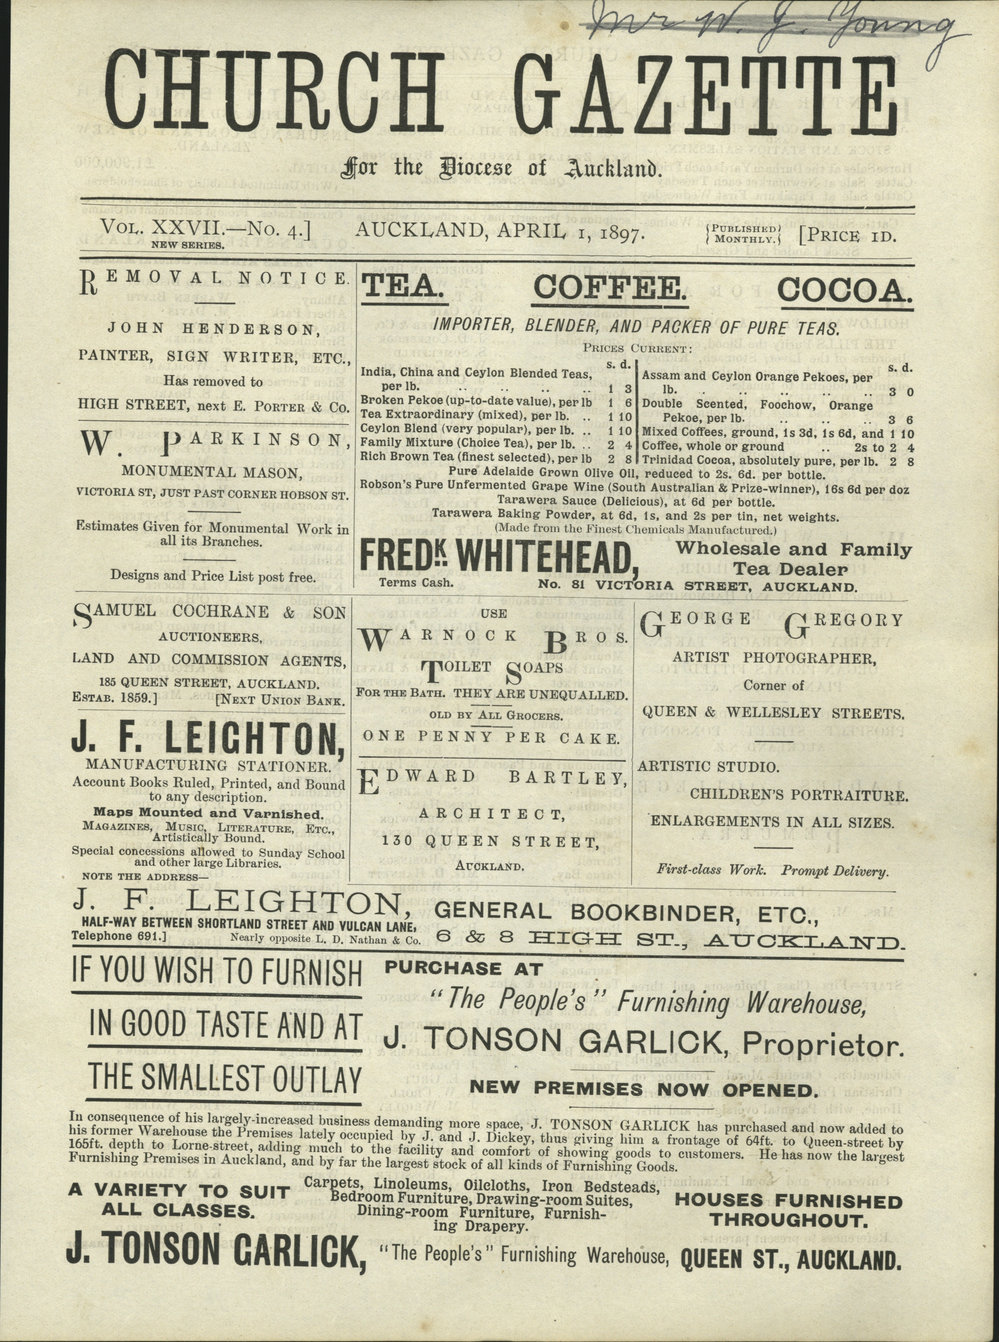 Mr W. G. Young
CHURCH GAZETTE
For the Diocese of Auckland.
VOL. XXVII.—No. 4.]
NEW SERIES.
AUCKLAND, APRIL 1, 1897.
{PUBLISHED}
{MONTHLY.}
[PRICE 1D.
REMOVAL NOTICE.
JOHN HENDERSON,
PAINTER, SIGN WRITER, ETC.,
Has removed to
HIGH STREET, next E. PORTER & Co.
W. PARKINSON,
MONUMENTAL MASON,
VICTORIA ST, JUST PAST CORNER HOBSON ST.
Estimates Given for Monumental Work in
all its Branches.
Designs and Price List post free.
TEA. COFFEE. COCOA.
IMPORTER, BLENDER, AND PACKER OF PURE TEAS.
PRICES CURRENT:
s. d.
India, China and Ceylon Blended Teas,
per lb. .. .. .. .. 1 3
Broken Pekoe (up-to-date value), per lb 1 6
Tea Extraordinary (mixed), per lb. .. 1 10
Ceylon Blend (very popular), per lb. .. 1 10
Family Mixture (Choice Tea), per lb. .. 2 4
Rich Brown Tea (finest selected), per lb 2 8
s. d.
Assam and Ceylon Orange Pekoes, per
lb. . .. .. .. 3 0
Double Scented, Foochow, Orange
Pekoe, per lb. .. .. .. 3 6
Mixed Coffees, ground, 1s 3d, 1s 6d, and 1 10
Coffee, whole or ground .. 2s to 2 4
Trinidad Cocoa, absolutely pure, per lb. 2 8
Pure Adelaide Grown Olive Oil, reduced to 2s. 6d. per bottle.
Robson's Pure Unfermented Grape Wine (South Australian & Prize-winner), 16s 6d per doz
Tarawera Sauce (Delicious), at 6d per bottle.
Tarawera Baking Powder, at 6d, 1s, and 2s per tin, net weights.
(Made from the Finest Chemicals Manufactured.)
FREDK. WHITEHEAD,
Terms Cash.
Wholesale and Family
Tea Dealer
No. 81 VICTORIA STREET, AUCKLAND.
SAMUEL COCHRANE & SON
AUCTIONEERS,
LAND AND COMMISSION AGENTS,
185 QUEEN STREET, AUCKLAND.
ESTAB. 1859.] [NEXT UNION BANK.
J. F. LEIGHTON,
MANUFACTURING STATIONER.
Account Books Ruled, Printed, and Bound
to any description.
Maps Mounted and Varnished.
MAGAZINES, MUSIC, LITERATURE, ETC.,
Artistically Bound.
Special concessions allowed to Sunday School
and other large Libraries.
NOTE THE ADDRESS—
USE
WARNOCK BROS.
TOILET SOAPS
FOR THE BATH. THEY ARE UNEQUALLED.
OLD BY ALL GROCERS.
ONE PENNY PER CAKE.
EDWARD BARTLEY,
ARCHITECT,
130 QUEEN STREET,
AUCKLAND.
GEORGE GREGORY
ARTIST PHOTOGRAPHER,
Corner of
QUEEN & WELLESLEY STREETS.
ARTISTIC STUDIO.
CHILDREN'S PORTRAITURE.
ENLARGEMENTS IN ALL SIZES.
First-class Work. Prompt Delivery.
J. F. LEIGHTON,
HALF-WAY BETWEEN SHORTLAND STREET AND VULCAN LANE,
Telephone 691.] Nearly opposite L. D. Nathan & Co.
GENERAL BOOKBINDER, ETC.,
6 & 8 HIGH ST., AUCKLAND.
IF YOU WISH TO FURNISH
IN GOOD TASTE AND AT
THE SMALLEST OUTLAY
PURCHASE AT
"The People's" Furnishing Warehouse,
J. TONSON GARLICK, Proprietor.
NEW PREMISES NOW OPENED.
In consequence of his largely-increased business demanding more space, J. TONSON GARLICK has purchased and now added to
his former Warehouse the Premises lately occupied by J. and J. Dickey, thus giving him a frontage of 64ft. to Queen-street by
165ft. depth to Lorne-street, adding much to the facility and comfort of showing goods to customers. He has now the largest
Furnishing Premises in Auckland, and by far the largest stock of all kinds of Furnishing Goods.
A VARIETY TO SUIT
ALL CLASSES.
Carpets, Linoleums, Oilcloths, Iron Bedsteads,
Bedroom Furniture, Drawing-room Suites,
Dining-room Furniture, Furnish-
ing Drapery.
HOUSES FURNISHED
THROUGHOUT.
J. TONSON GARLICK, "The People's" Furnishing Warehouse, QUEEN ST., AUCKLAND.